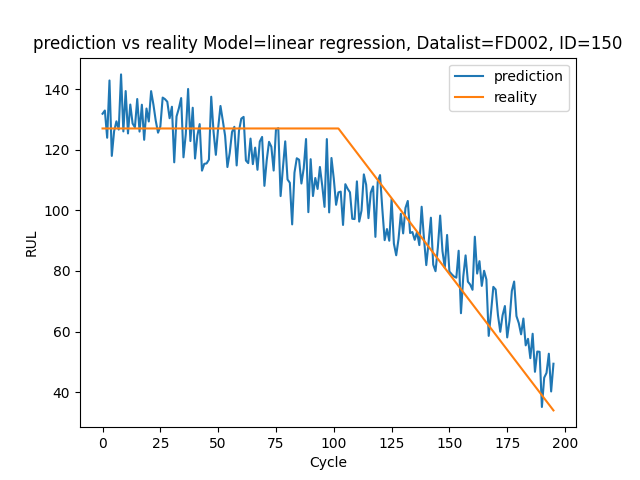 prediction vs reality Model=linear regression, Datalist=FD002, ID=150
prediction
reality
RUL
140
120
100
80
60
40
0 25 50 75 100 125 150 175 200
Cycle